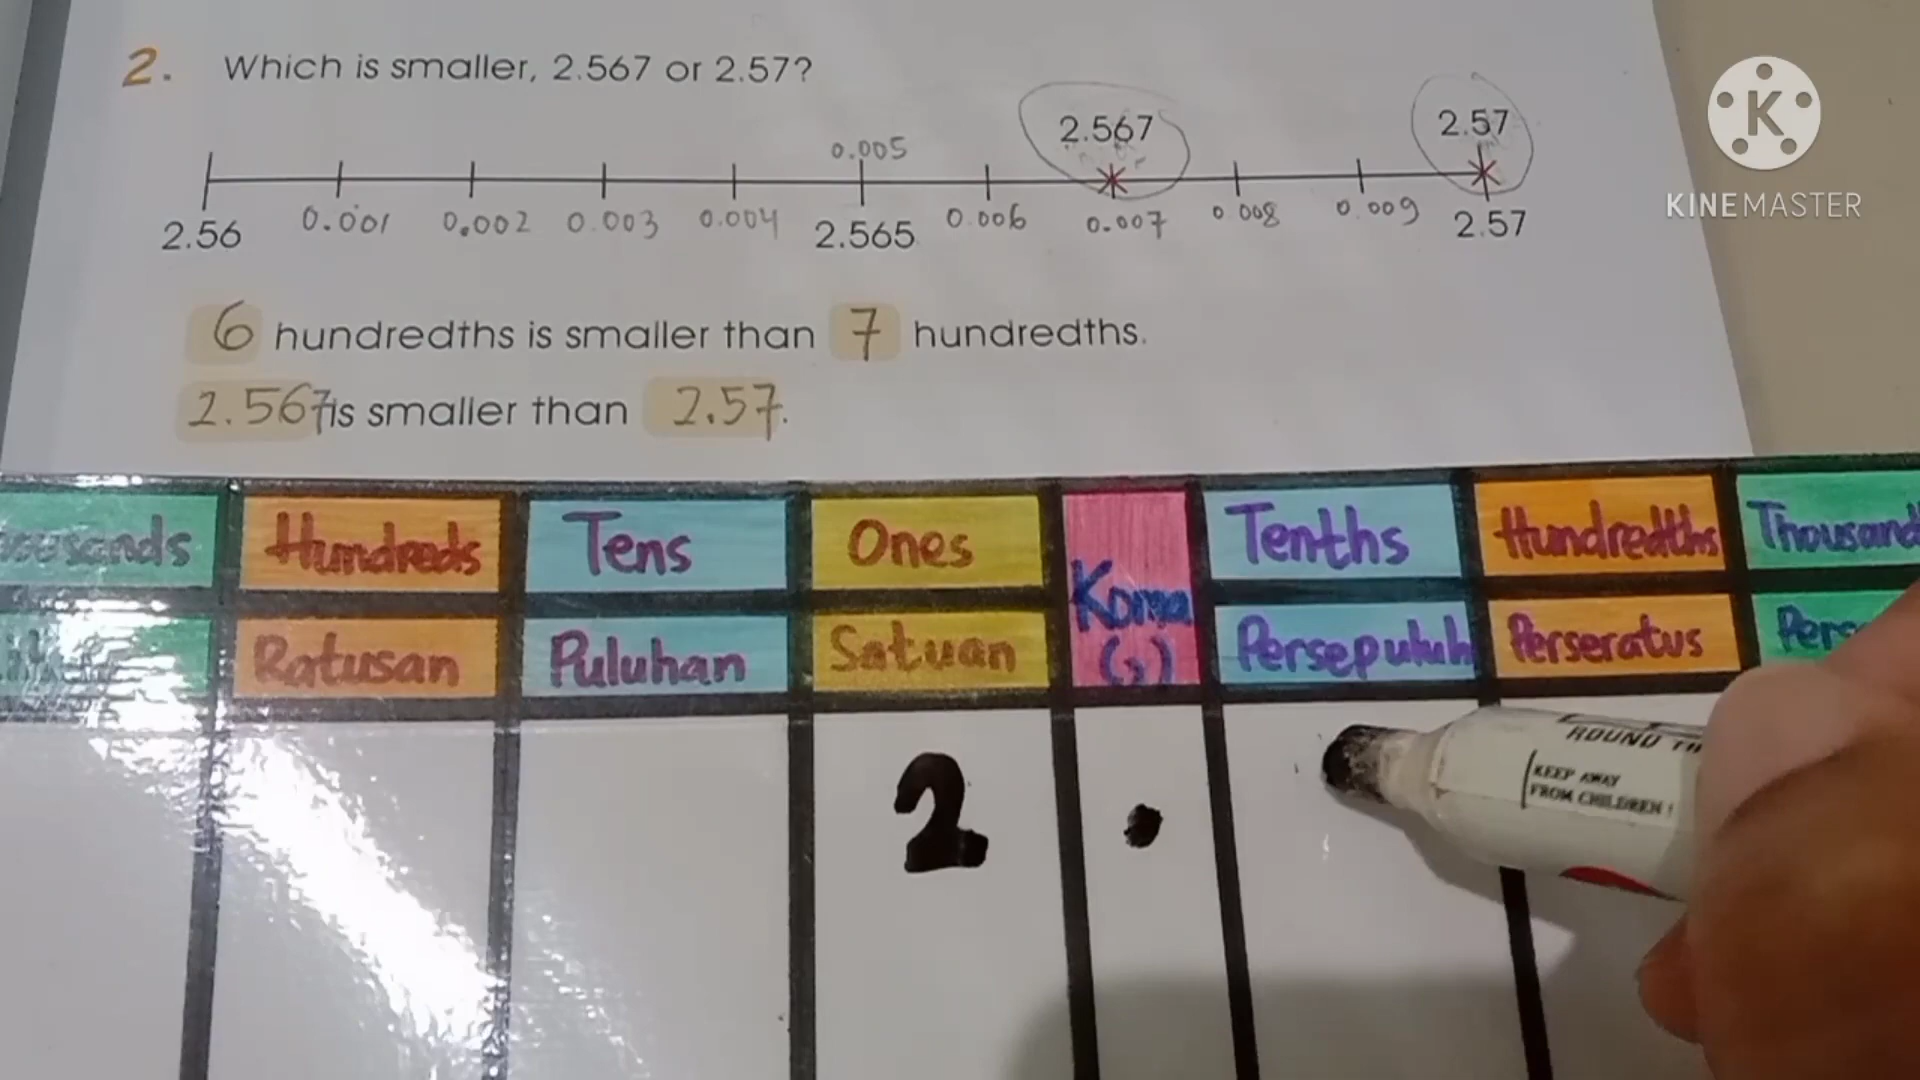 2. Which is smaller, 2.567 or 2.57?
2.567 2.57
0.005
2.56 0.001 0.002 0.003 0.004 2.565 0.006 0.007 0.008 0.009 2.57
6 hundredths is smaller than 7 hundredths.
2.567 is smaller than 2.57.
K
KINEMASTER
Hundreds Tens Ones Koma (,) Tenths Hundredths
Ratusan Puluhan Satuan Persepuluh Perseratus
2 .
ROUND
KEEP AWAY
FROM CHILDREN !